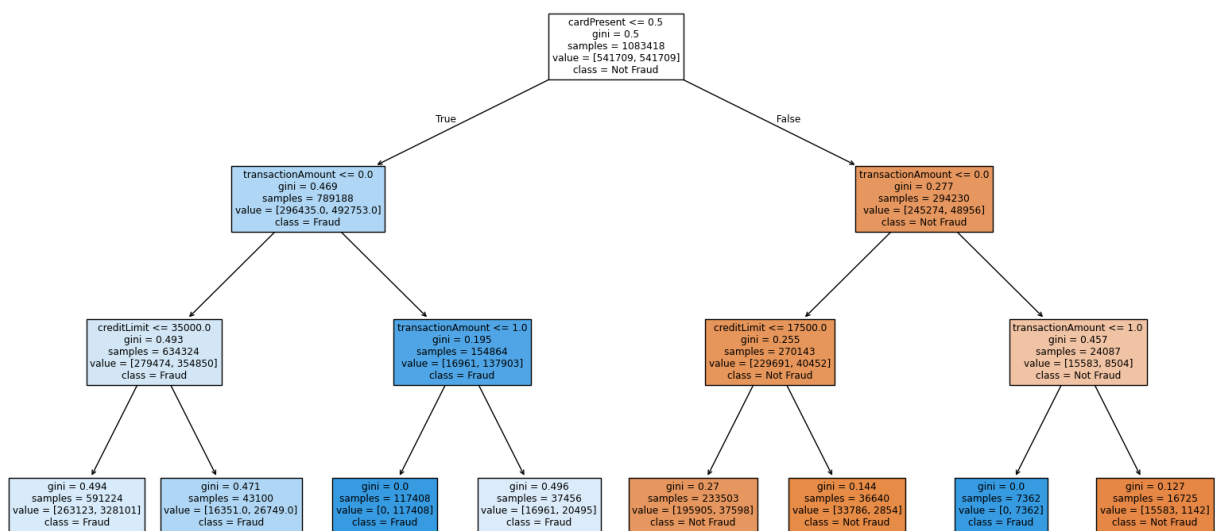 cardPresent <= 0.5
gini = 0.5
samples = 1083418
value = [541709, 541709]
class = Not Fraud
True
False
transactionAmount <= 0.0
gini = 0.469
samples = 789188
value = [296435.0, 492753.0]
class = Fraud
transactionAmount <= 0.0
gini = 0.277
samples = 294230
value = [245274, 48956]
class = Not Fraud
creditLimit <= 35000.0
gini = 0.493
samples = 634324
value = [279474, 354850]
class = Fraud
transactionAmount <= 1.0
gini = 0.195
samples = 154864
value = [16961, 137903]
class = Fraud
creditLimit <= 17500.0
gini = 0.255
samples = 270143
value = [229691, 40452]
class = Not Fraud
transactionAmount <= 1.0
gini = 0.457
samples = 24087
value = [15583, 8504]
class = Not Fraud
gini = 0.494
samples = 591224
value = [263123, 328101]
class = Fraud
gini = 0.471
samples = 43100
value = [16351.0, 26749.0]
class = Fraud
gini = 0.0
samples = 117408
value = [0, 117408]
class = Fraud
gini = 0.496
samples = 37456
value = [16961, 20495]
class = Fraud
gini = 0.27
samples = 233503
value = [195905, 37598]
class = Not Fraud
gini = 0.144
samples = 36640
value = [33786, 2854]
class = Not Fraud
gini = 0.0
samples = 7362
value = [0, 7362]
class = Fraud
gini = 0.127
samples = 16725
value = [15583, 1142]
class = Not Fraud